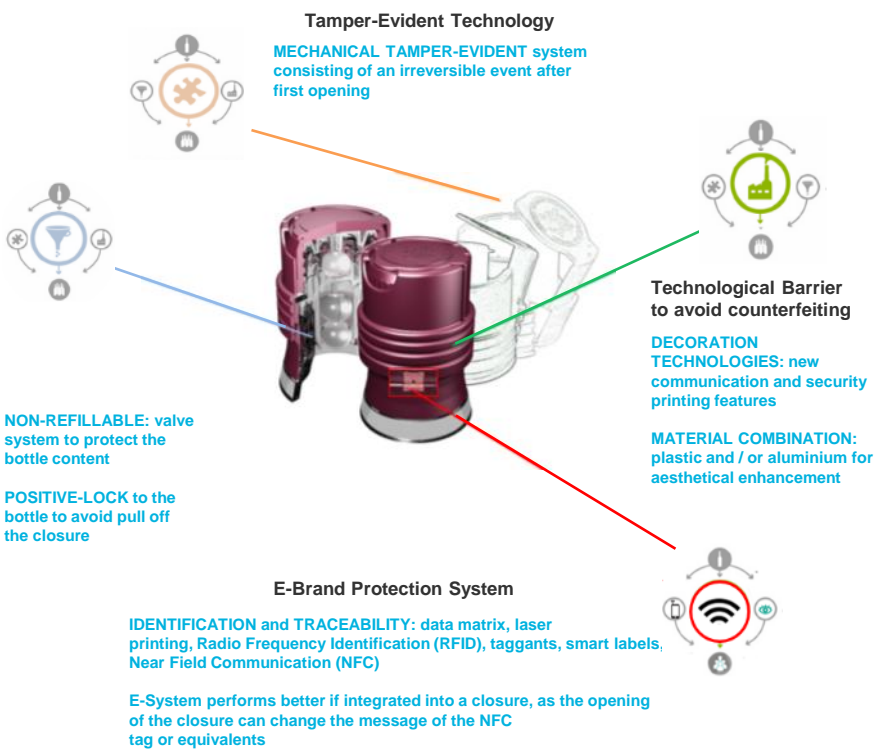 Tamper-Evident Technology
MECHANICAL TAMPER-EVIDENT system
consisting of an irreversible event after
first opening
Technological Barrier
to avoid counterfeiting
DECORATION
TECHNOLOGIES: new
communication and security
printing features
MATERIAL COMBINATION:
plastic and / or aluminium for
aesthetical enhancement
NON-REFILLABLE: valve
system to protect the
bottle content
POSITIVE-LOCK to the
bottle to avoid pull off
the closure
E-Brand Protection System
IDENTIFICATION and TRACEABILITY: data matrix, laser
printing, Radio Frequency Identification (RFID), taggants, smart labels,
Near Field Communication (NFC)
E-System performs better if integrated into a closure, as the opening
of the closure can change the message of the NFC
tag or equivalents